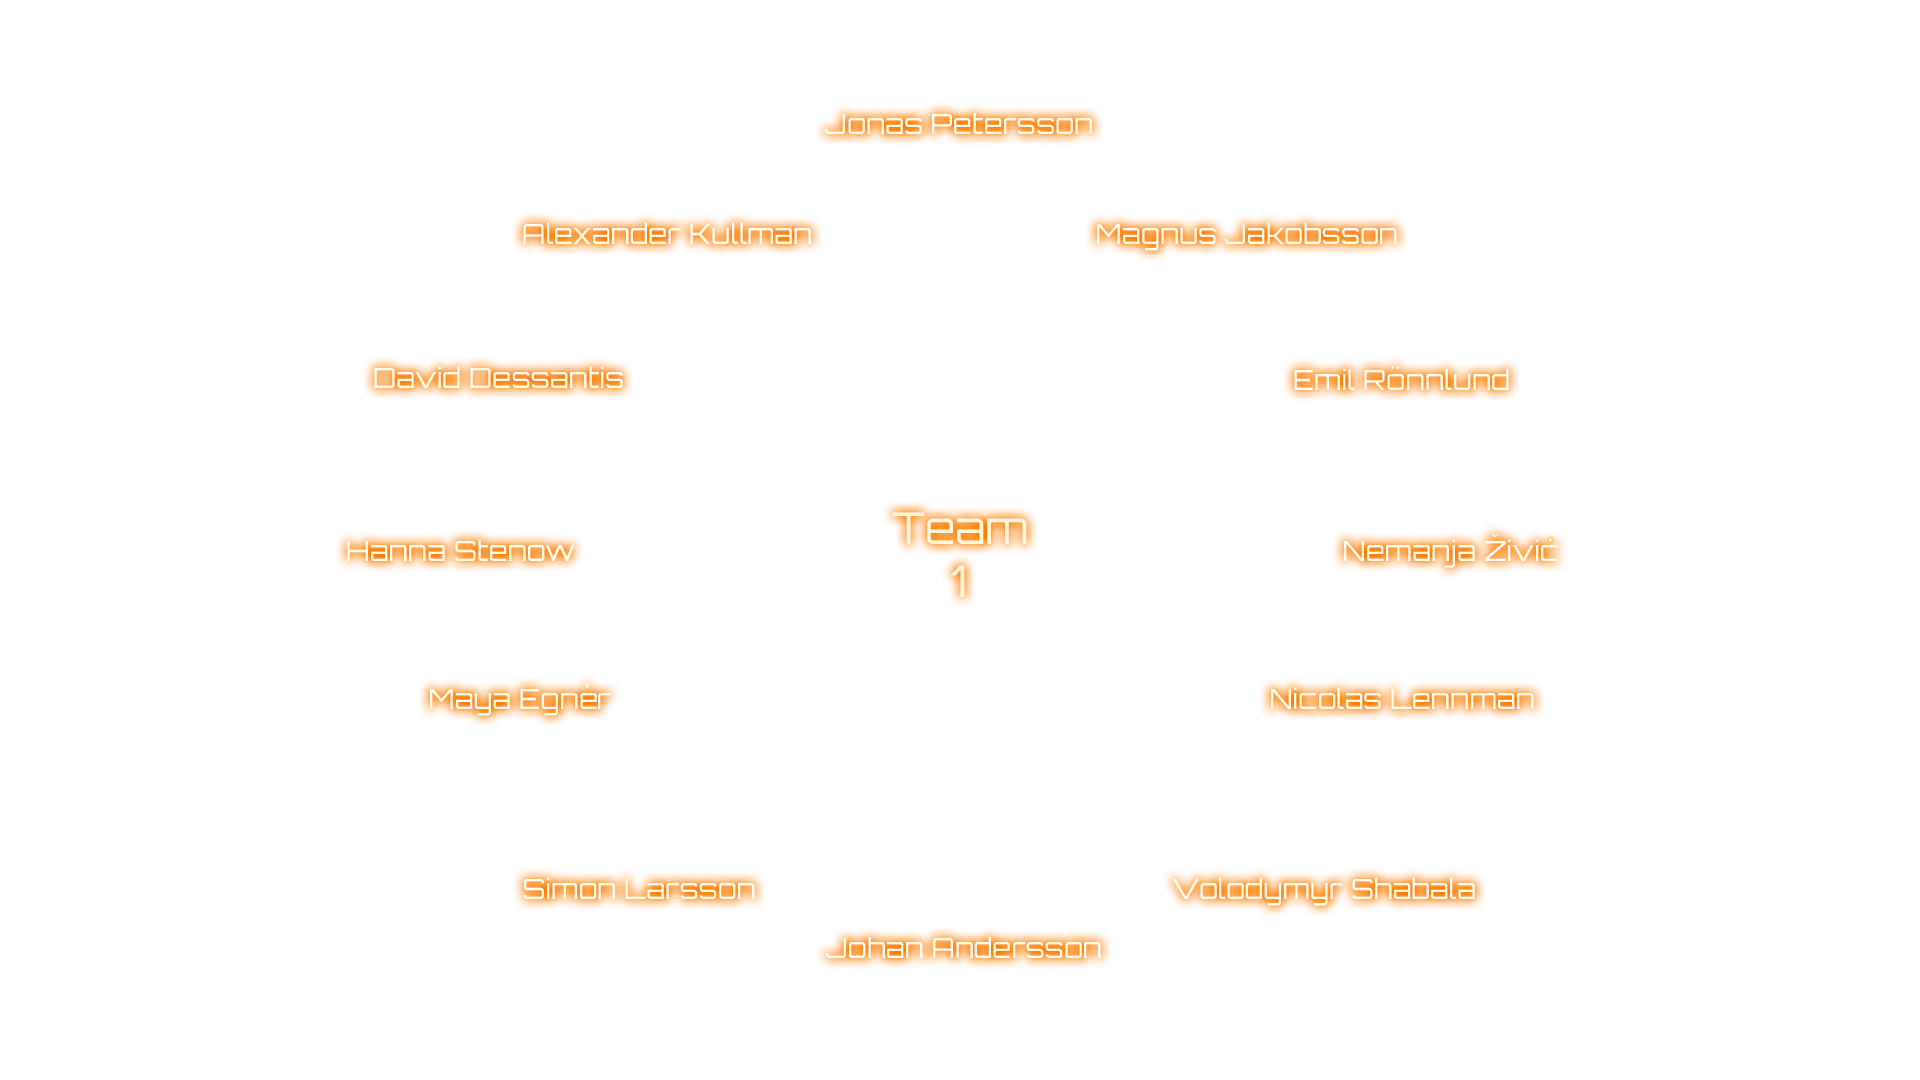 Jonas Petersson
Alexander Kullman
Magnus Jakobsson
David Dessantis
Emil Rönnlund
Team
1
Hanna Stenow
Nemanja Živić
Maya Egnér
Nicolas Lennman
Simon Larsson
Volodymyr Shabala
Johan Andersson